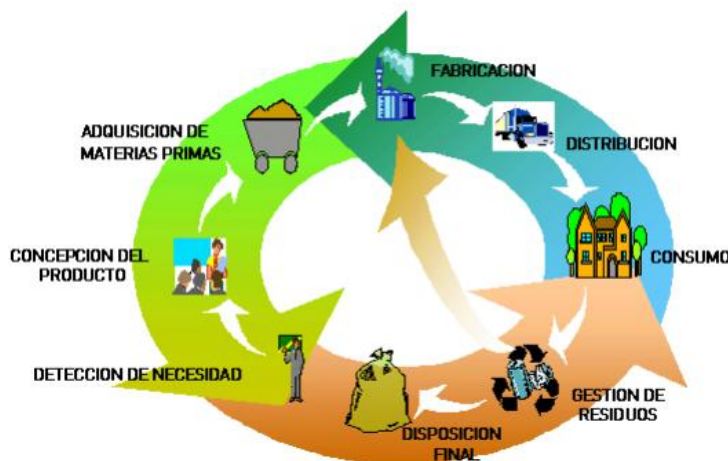 FABRICACION
ADQUISICION DE
MATERIAS PRIMAS
DISTRIBUCION
CONCEPCION DEL
PRODUCTO
CONSUMO
DETECCION DE NECESIDAD
GESTION DE
RESIDUOS
DISPOSICION
FINAL